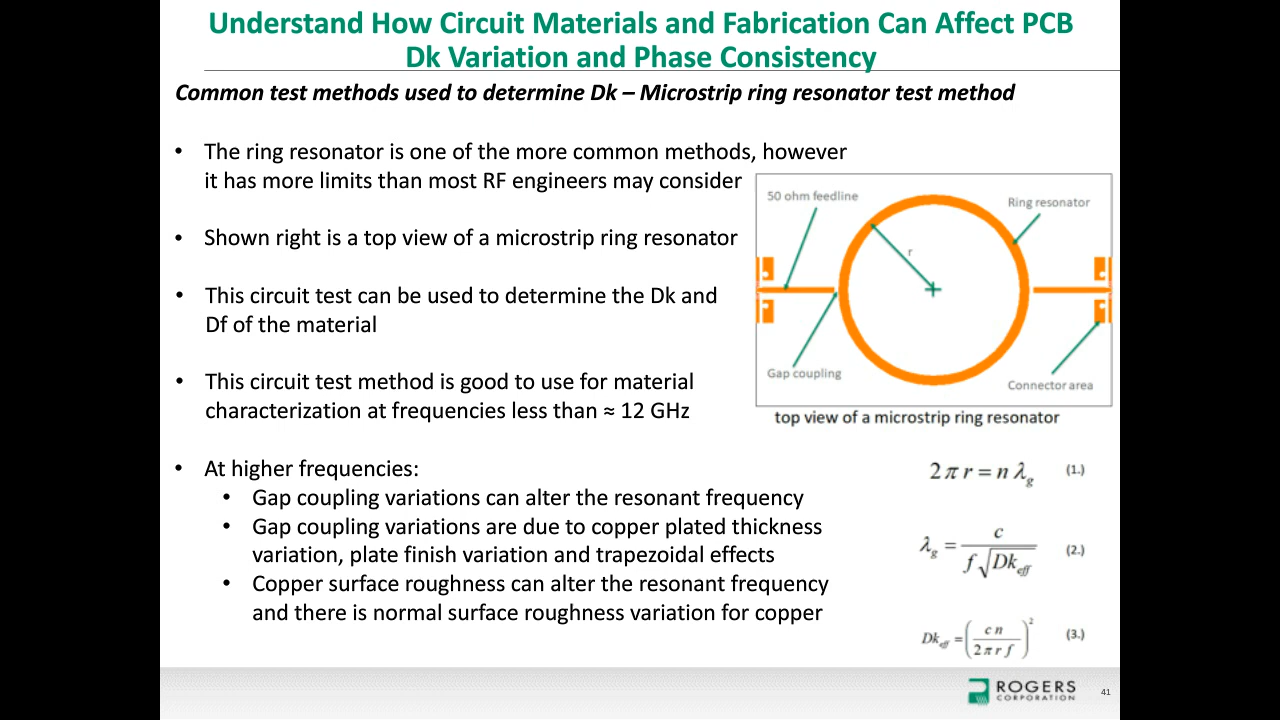 Understand How Circuit Materials and Fabrication Can Affect PCB
Dk Variation and Phase Consistency
Common test methods used to determine Dk – Microstrip ring resonator test method
• The ring resonator is one of the more common methods, however
it has more limits than most RF engineers may consider
• Shown right is a top view of a microstrip ring resonator
• This circuit test can be used to determine the Dk and
Df of the material
• This circuit test method is good to use for material
characterization at frequencies less than ≈ 12 GHz
• At higher frequencies:
• Gap coupling variations can alter the resonant frequency
• Gap coupling variations are due to copper plated thickness
variation, plate finish variation and trapezoidal effects
• Copper surface roughness can alter the resonant frequency
and there is normal surface roughness variation for copper
50 ohm feedline
Ring resonator
r
Gap coupling
Connector area
top view of a microstrip ring resonator
2 π r = n λg (1.)
λg = c / (f √Dkeff) (2.)
Dkeff = (c n / 2 π r f)² (3.)
ROGERS
CORPORATION
41